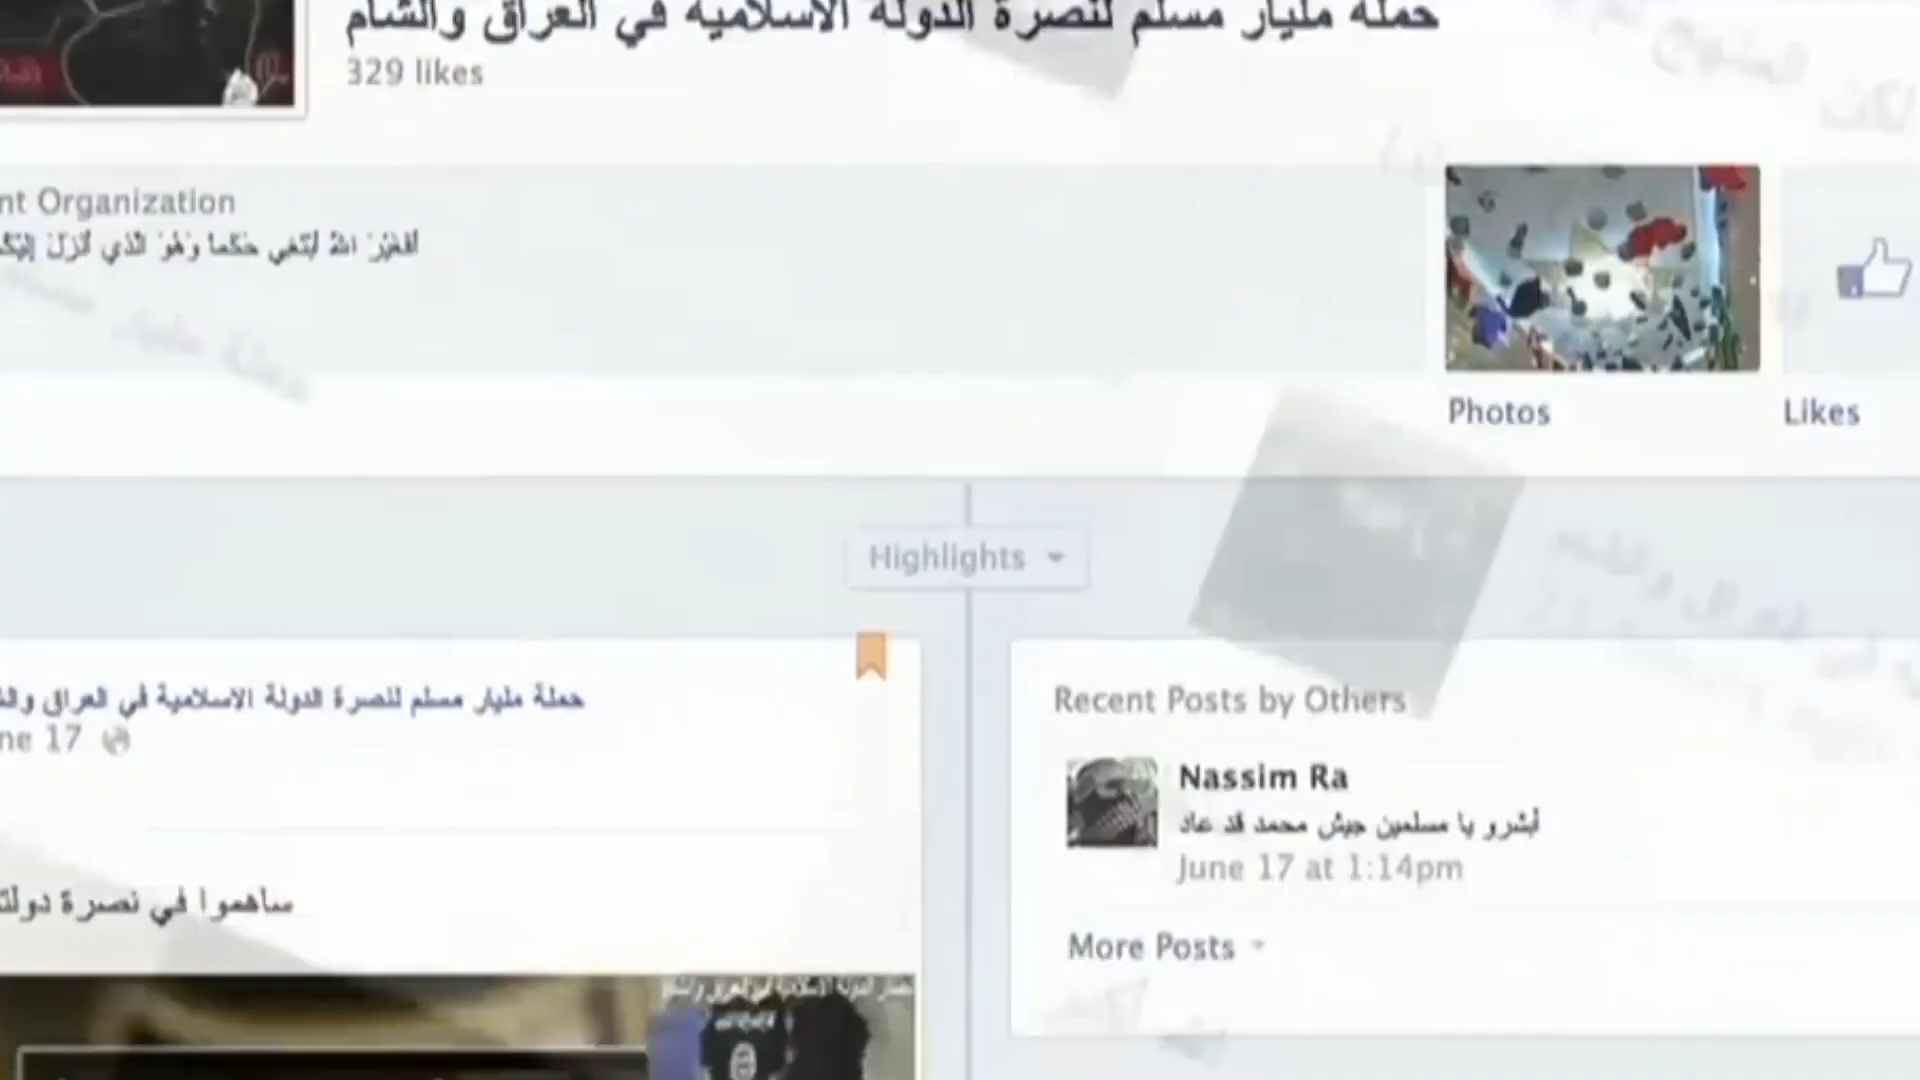 حملة مليار مسلم لنصرة الدولة الاسلامية في العراق والشام
329 likes
nt Organization
أفغير الله أبتغي حكما وهو الذي أنزل
Photos
Likes
Highlights
حملة مليار مسلم لنصرة الدولة الاسلامية في العراق
ne 17
ساهموا في نصرة
Recent Posts by Others
Nassim Ra
أبشرو يا مسلمين جيش محمد قد عاد
June 17 at 1:14pm
More Posts